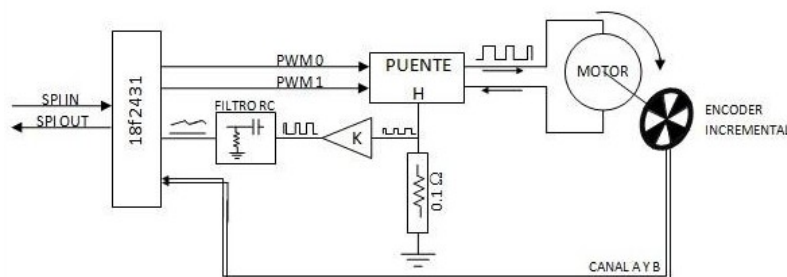 PWM 0
PWM 1
PUENTE
H
MOTOR
SPI IN
SPI OUT
18f2431
FILTRO RC
K
0.1 Ω
ENCODER
INCREMENTAL
CANAL A Y B